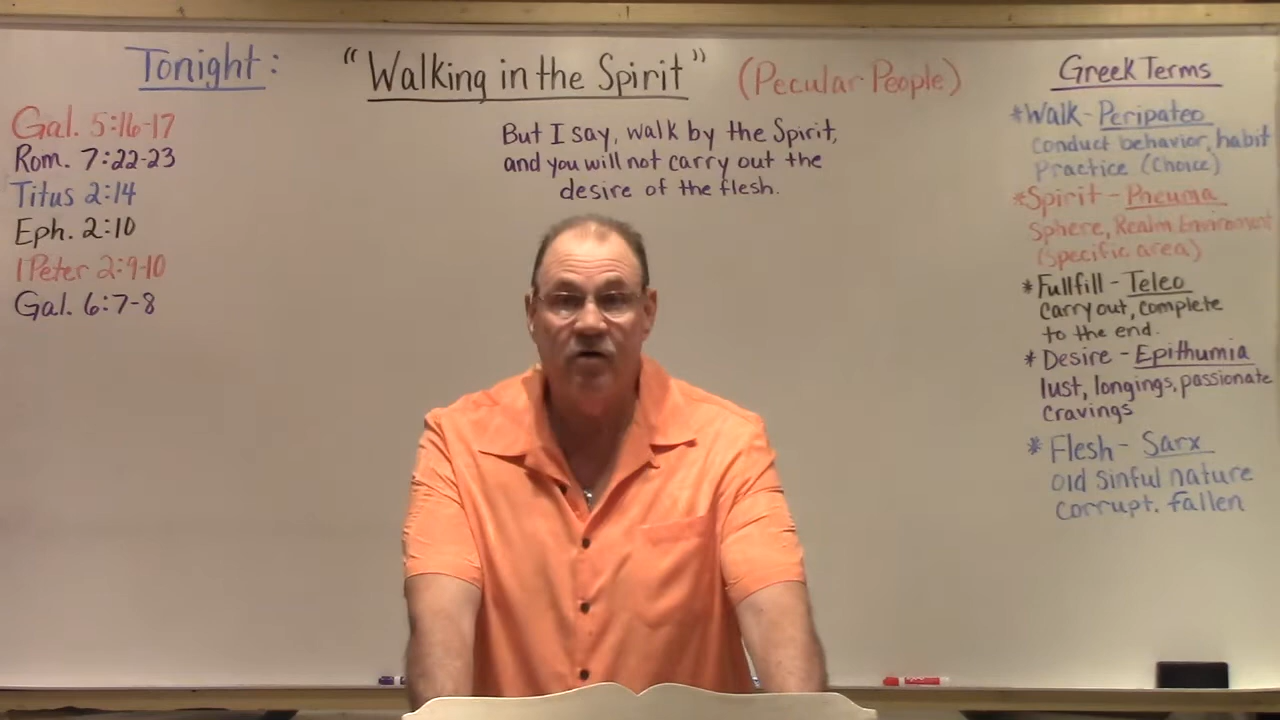 Tonight:
Gal. 5:16-17
Rom. 7:22-23
Titus 2:14
Eph. 2:10
1 Peter 2:9-10
Gal. 6:7-8
"Walking in the Spirit" (Pecular People)
But I say, walk by the Spirit,
and you will not carry out the
desire of the flesh.
Greek Terms
*Walk - Peripateo
conduct behavior, habit
Practice (Choice)
*Spirit - Pneuma
Sphere, Realm Environment
(Specific area)
*Fullfill - Teleo
carry out, complete
to the end.
*Desire - Epithumia
lust, longings, passionate
cravings
*Flesh - Sarx
old sinful nature
corrupt. fallen